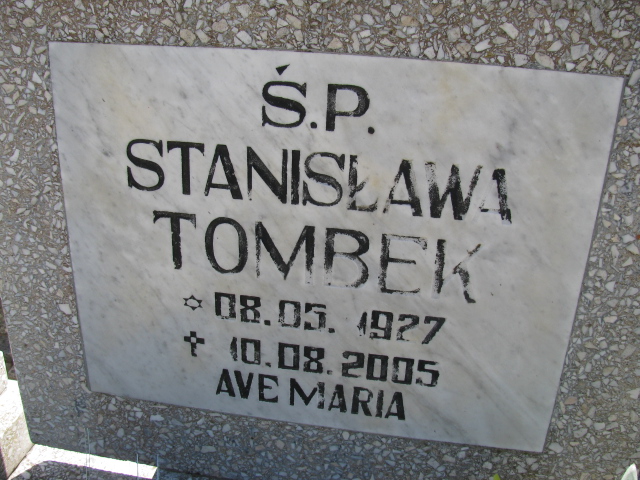 Ś.P.
STANISŁAWA
TOMBEK
✡ 08.05.1927
✝ 10.08.2005
AVE MARIA